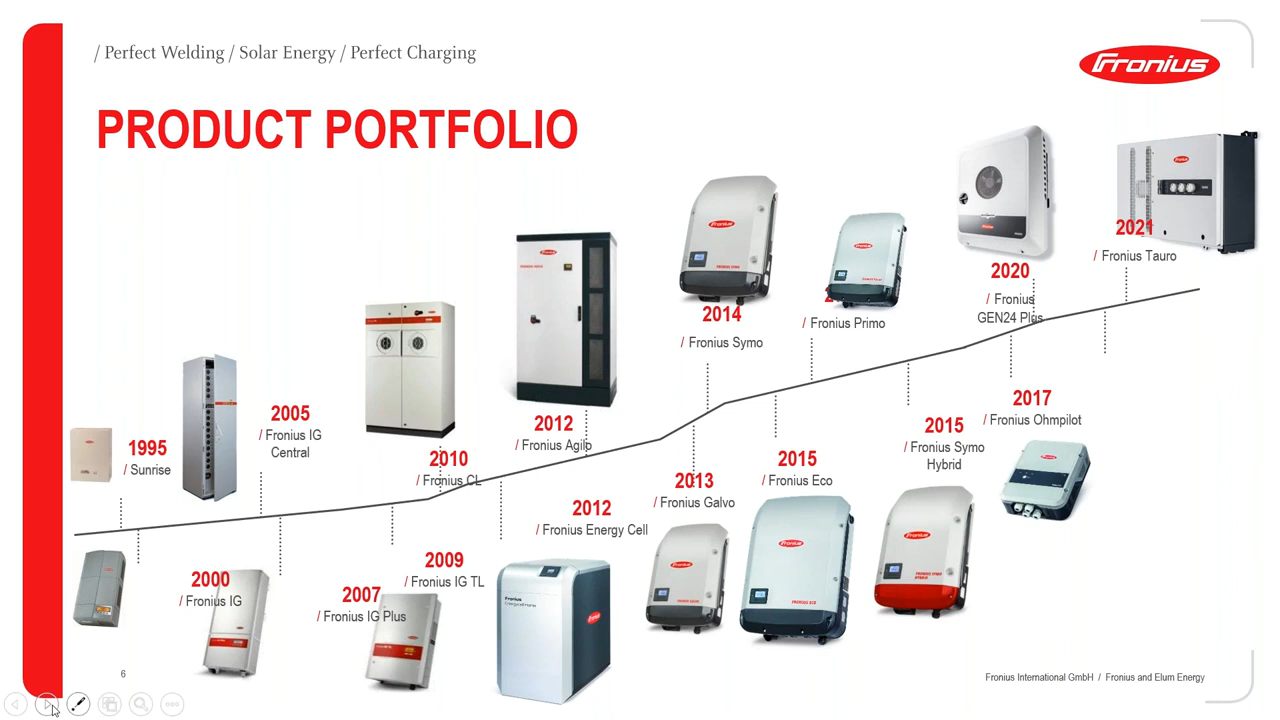 / Perfect Welding / Solar Energy / Perfect Charging
Fronius
PRODUCT PORTFOLIO
1995
/ Sunrise
2000
/ Fronius IG
2005
/ Fronius IG
Central
2007
/ Fronius IG Plus
2009
/ Fronius IG TL
2010
/ Fronius CL
2012
/ Fronius Agilo
2012
/ Fronius Energy Cell
2013
/ Fronius Galvo
2014
/ Fronius Symo
/ Fronius Primo
2015
/ Fronius Eco
2015
/ Fronius Symo
Hybrid
2017
/ Fronius Ohmpilot
2020
/ Fronius
GEN24 Plus
2021
/ Fronius Tauro
6
Fronius International GmbH / Fronius and Elum Energy